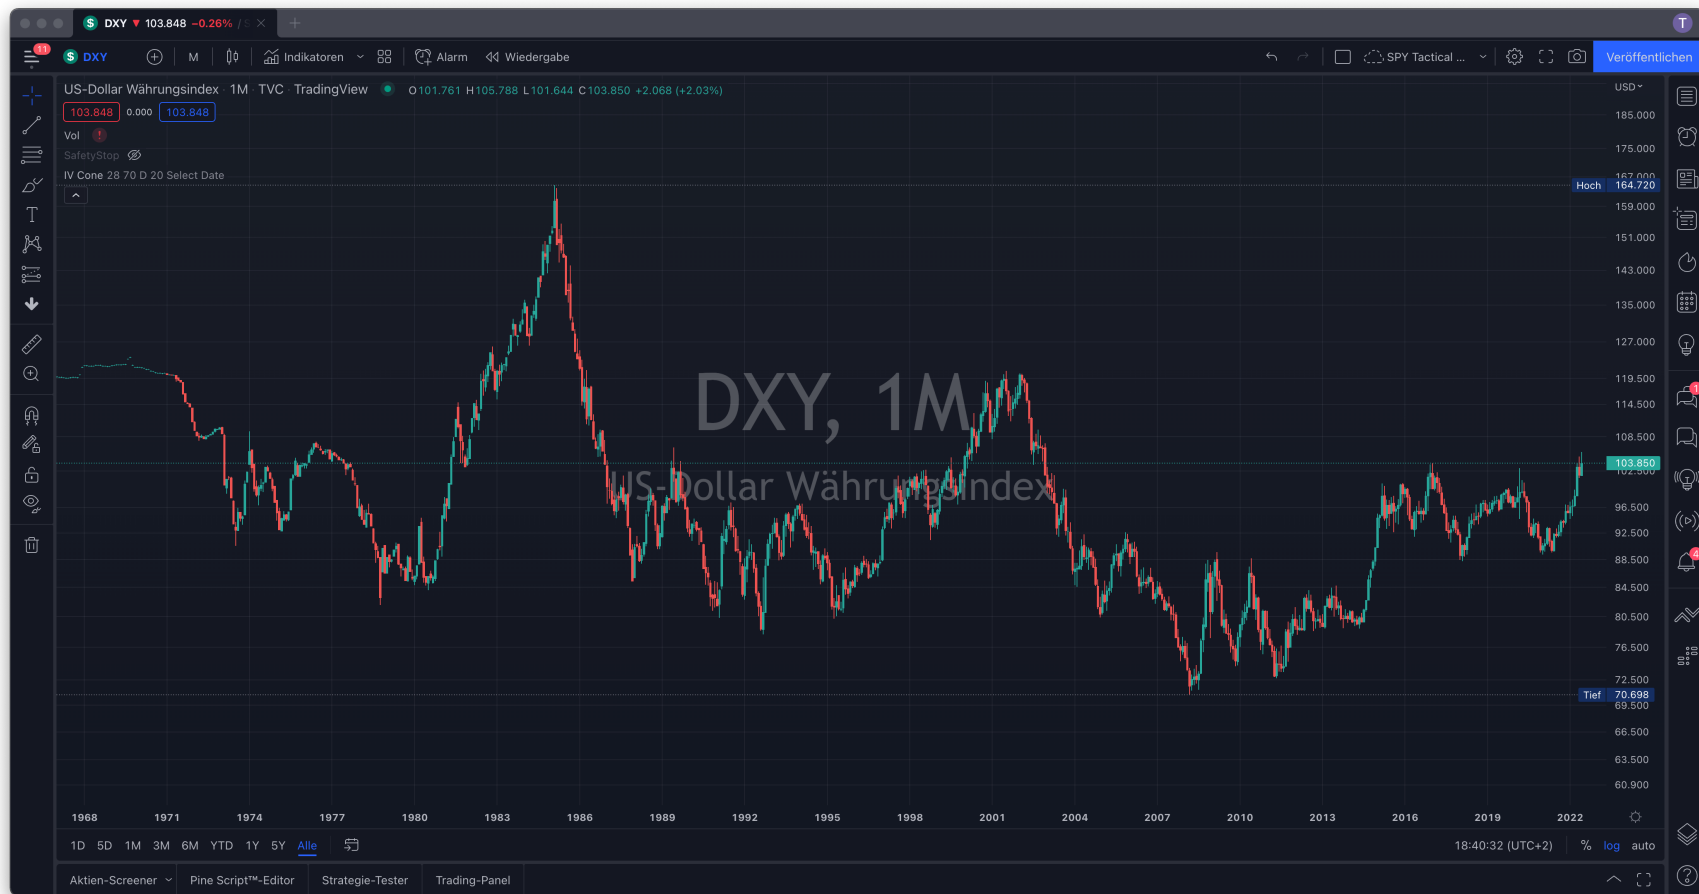 DXY ▼ 103.848 −0.26% / S
T
11
DXY
M
Indikatoren
Alarm
Wiedergabe
SPY Tactical ...
Veröffentlichen
US-Dollar Währungsindex · 1M · TVC · TradingView
O101.761 H105.788 L101.644 C103.850 +2.068 (+2.03%)
USD
103.848 0.000 103.848
Vol
SafetyStop
IV Cone 28 70 D 20 Select Date
185.000
175.000
167.000
Hoch 164.720
159.000
151.000
143.000
135.000
127.000
119.500
114.500
108.500
103.850
102.500
96.500
92.500
88.500
84.500
80.500
76.500
72.500
Tief 70.698
69.500
66.500
63.500
60.900
DXY, 1M
US-Dollar Währungsindex
1
4
1968 1971 1974 1977 1980 1983 1986 1989 1992 1995 1998 2001 2004 2007 2010 2013 2016 2019 2022
1D 5D 1M 3M 6M YTD 1Y 5Y Alle
18:40:32 (UTC+2) % log auto
Aktien-Screener Pine Script™-Editor Strategie-Tester Trading-Panel